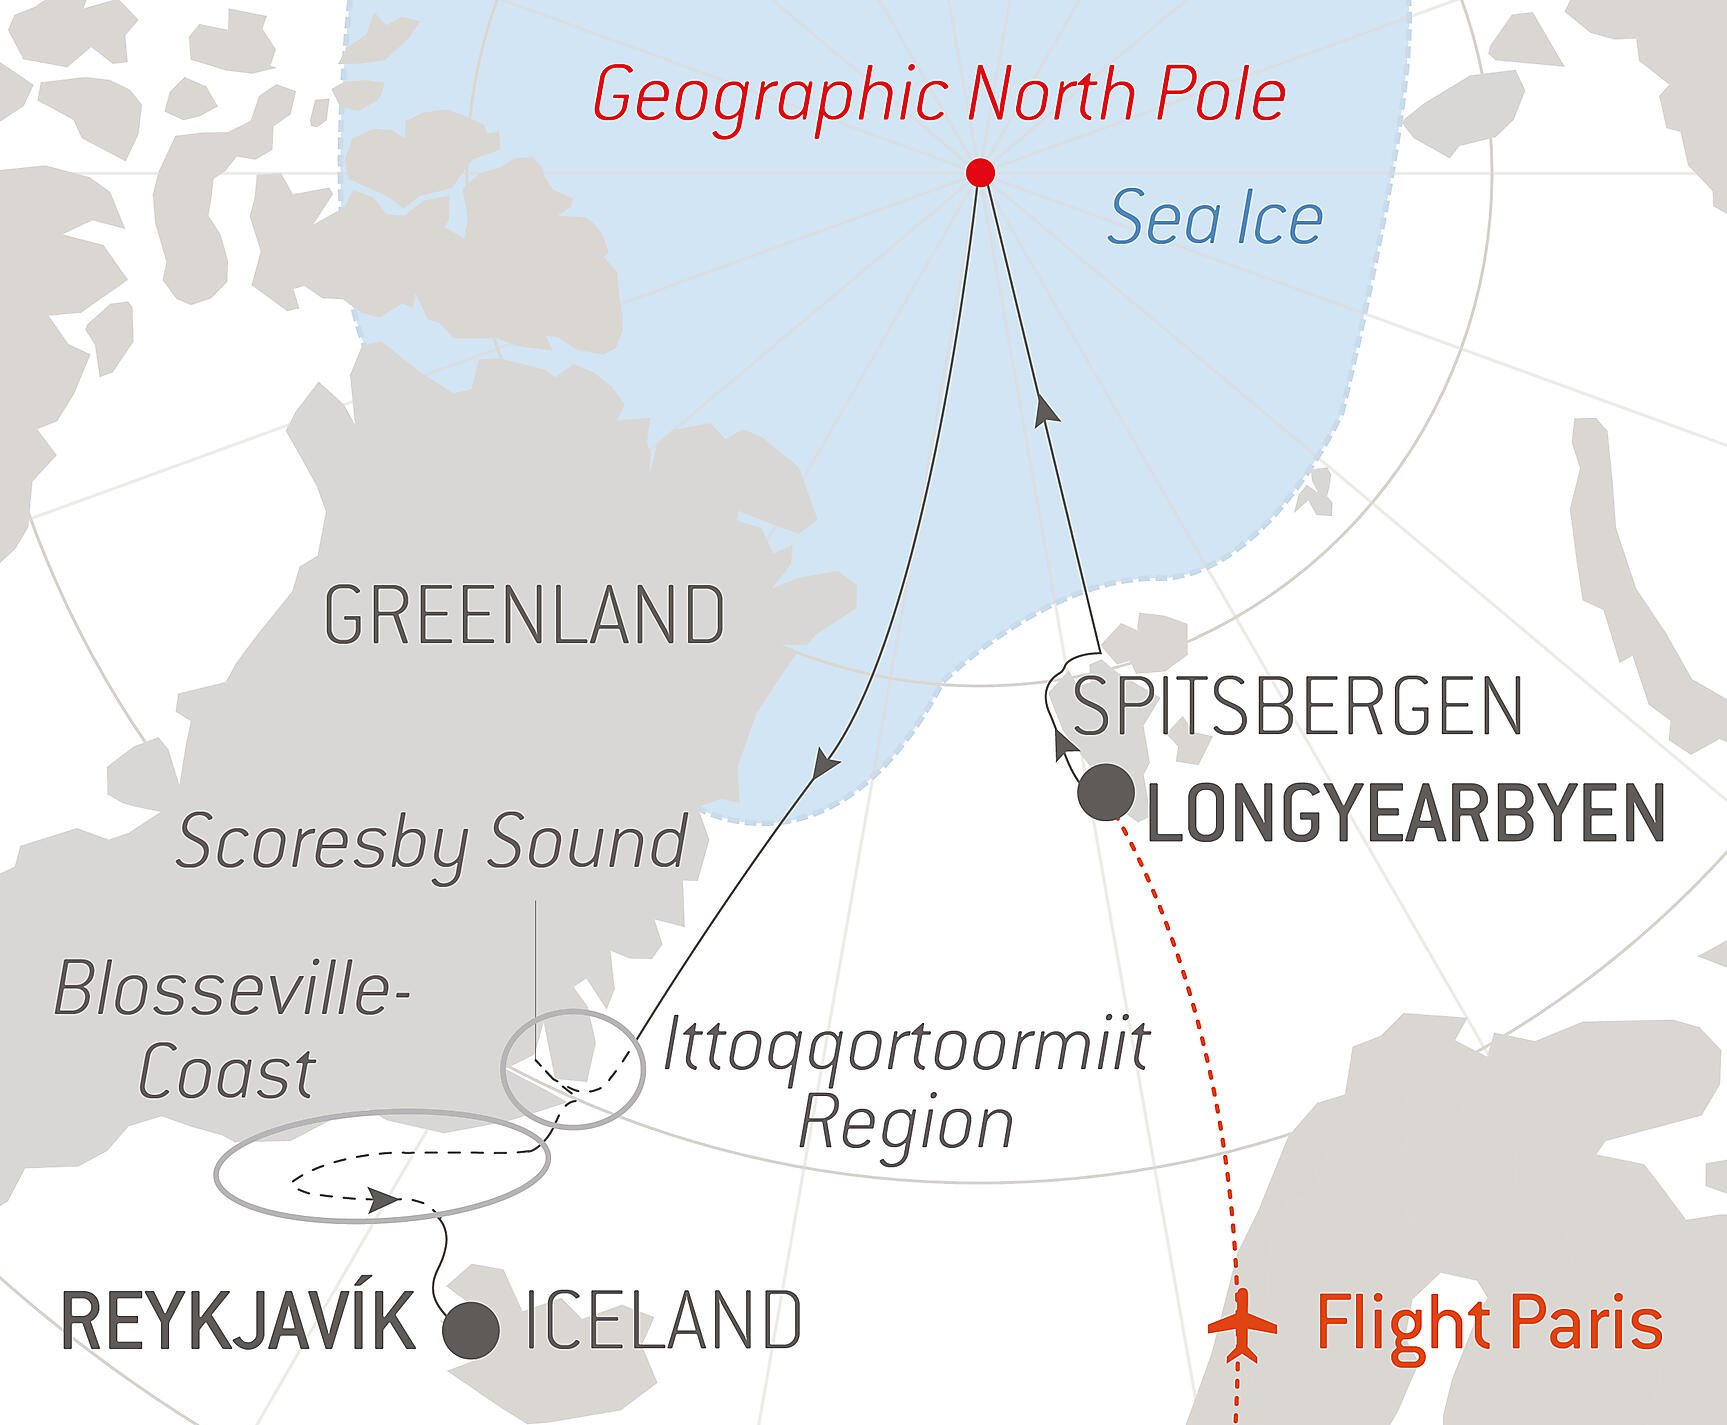 Geographic North Pole
Sea Ice
GREENLAND
SPITSBERGEN
LONGYEARBYEN
Scoresby Sound
Blosseville-
Coast
Ittoqqortoormiit
Region
REYKJAVÍK
ICELAND
Flight Paris